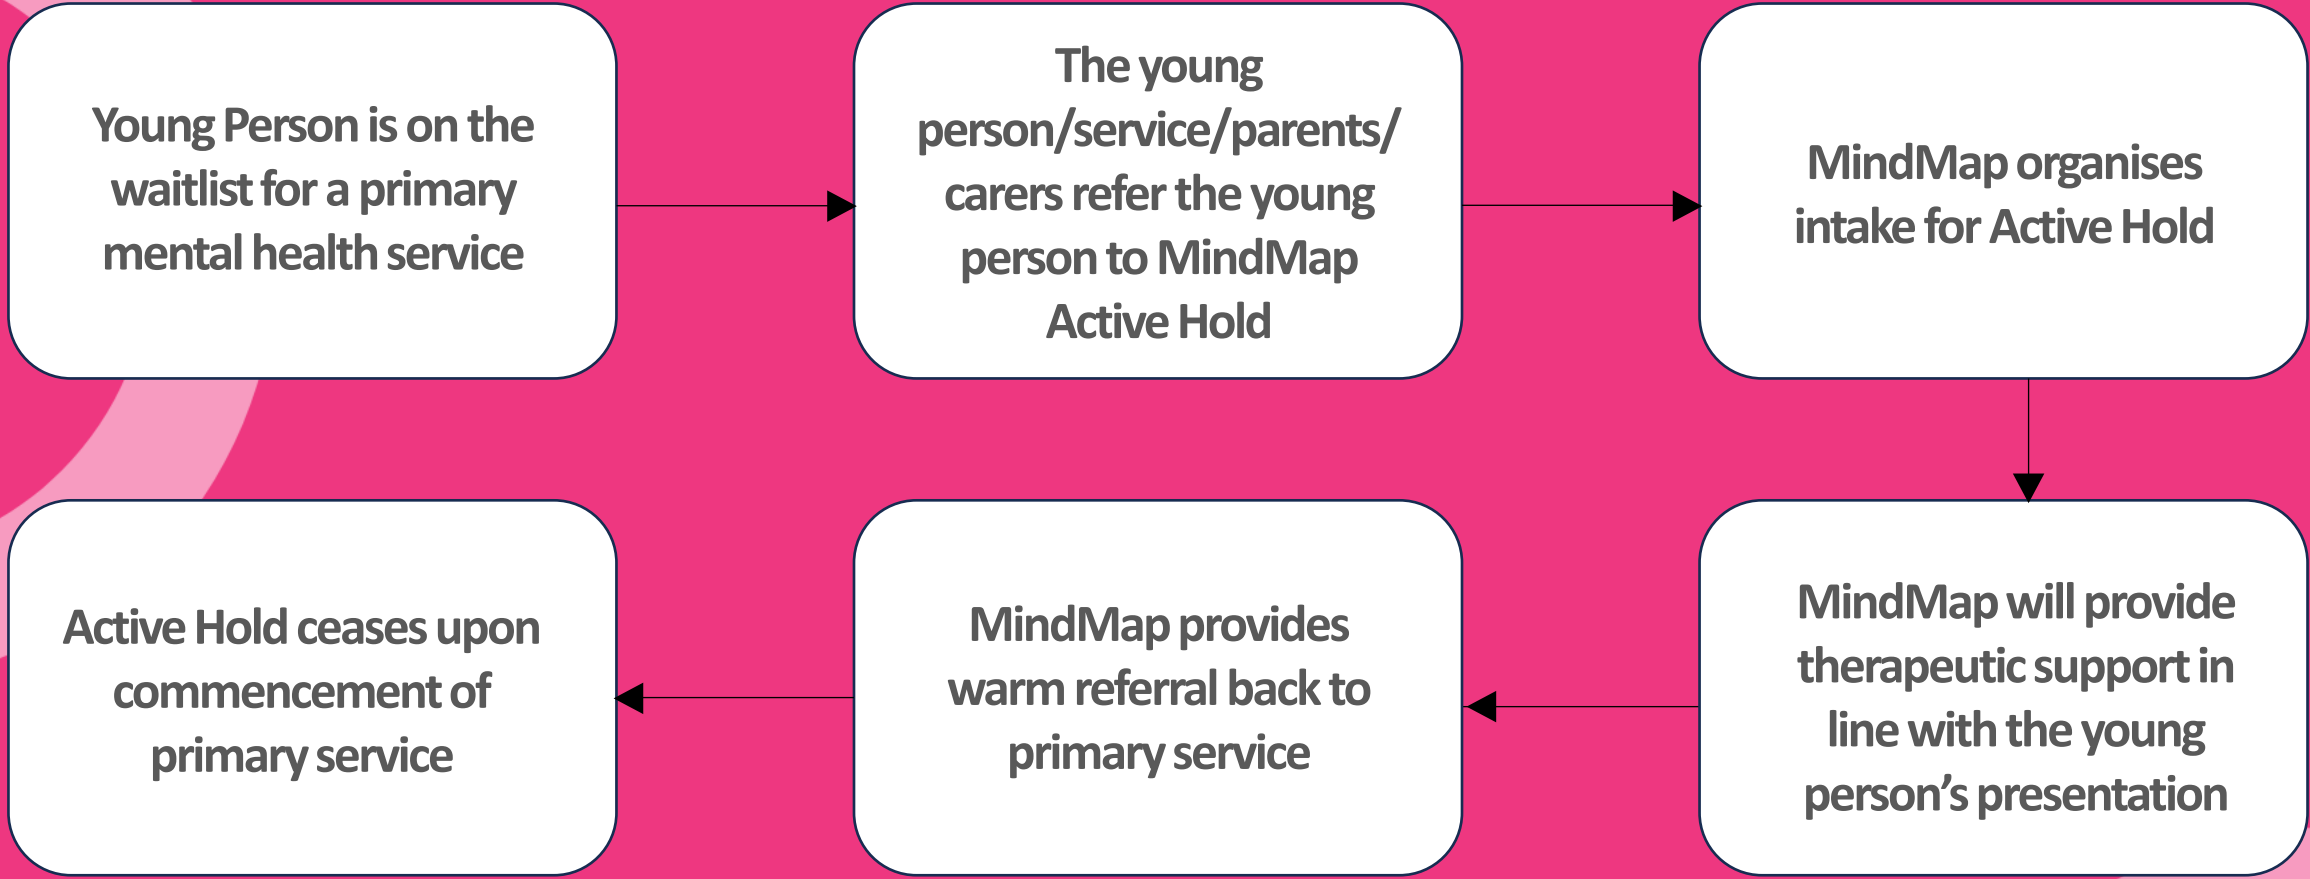 Young Person is on the
waitlist for a primary
mental health service
The young
person/service/parents/
carers refer the young
person to MindMap
Active Hold
MindMap organises
intake for Active Hold
MindMap will provide
therapeutic support in
line with the young
person’s presentation
MindMap provides
warm referral back to
primary service
Active Hold ceases upon
commencement of
primary service